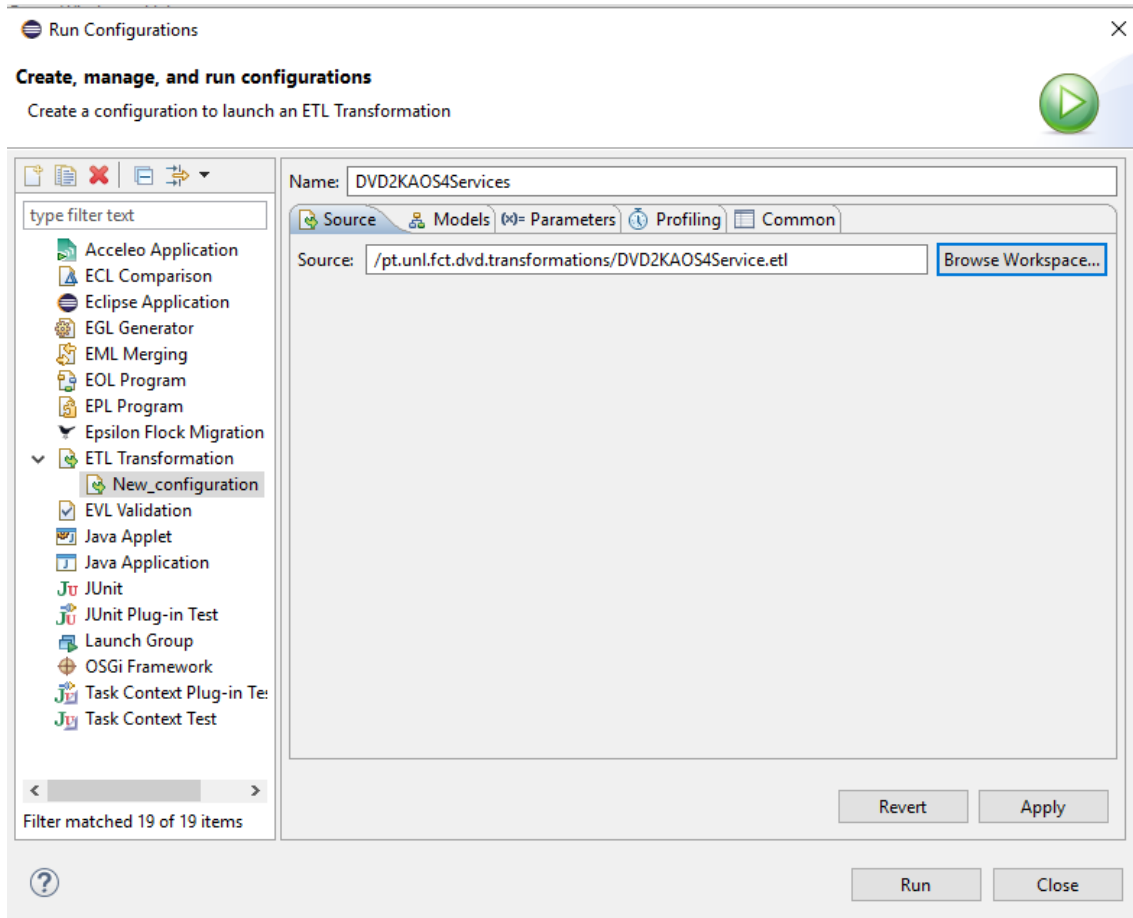 Run Configurations
Create, manage, and run configurations
Create a configuration to launch an ETL Transformation
type filter text
Acceleo Application
ECL Comparison
Eclipse Application
EGL Generator
EML Merging
EOL Program
EPL Program
Epsilon Flock Migration
ETL Transformation
New_configuration
EVL Validation
Java Applet
Java Application
JUnit
JUnit Plug-in Test
Launch Group
OSGi Framework
Task Context Plug-in Te
Task Context Test
Filter matched 19 of 19 items
Name: DVD2KAOS4Services
Source Models (x)= Parameters Profiling Common
Source: /pt.unl.fct.dvd.transformations/DVD2KAOS4Service.etl Browse Workspace...
Revert Apply
? Run Close